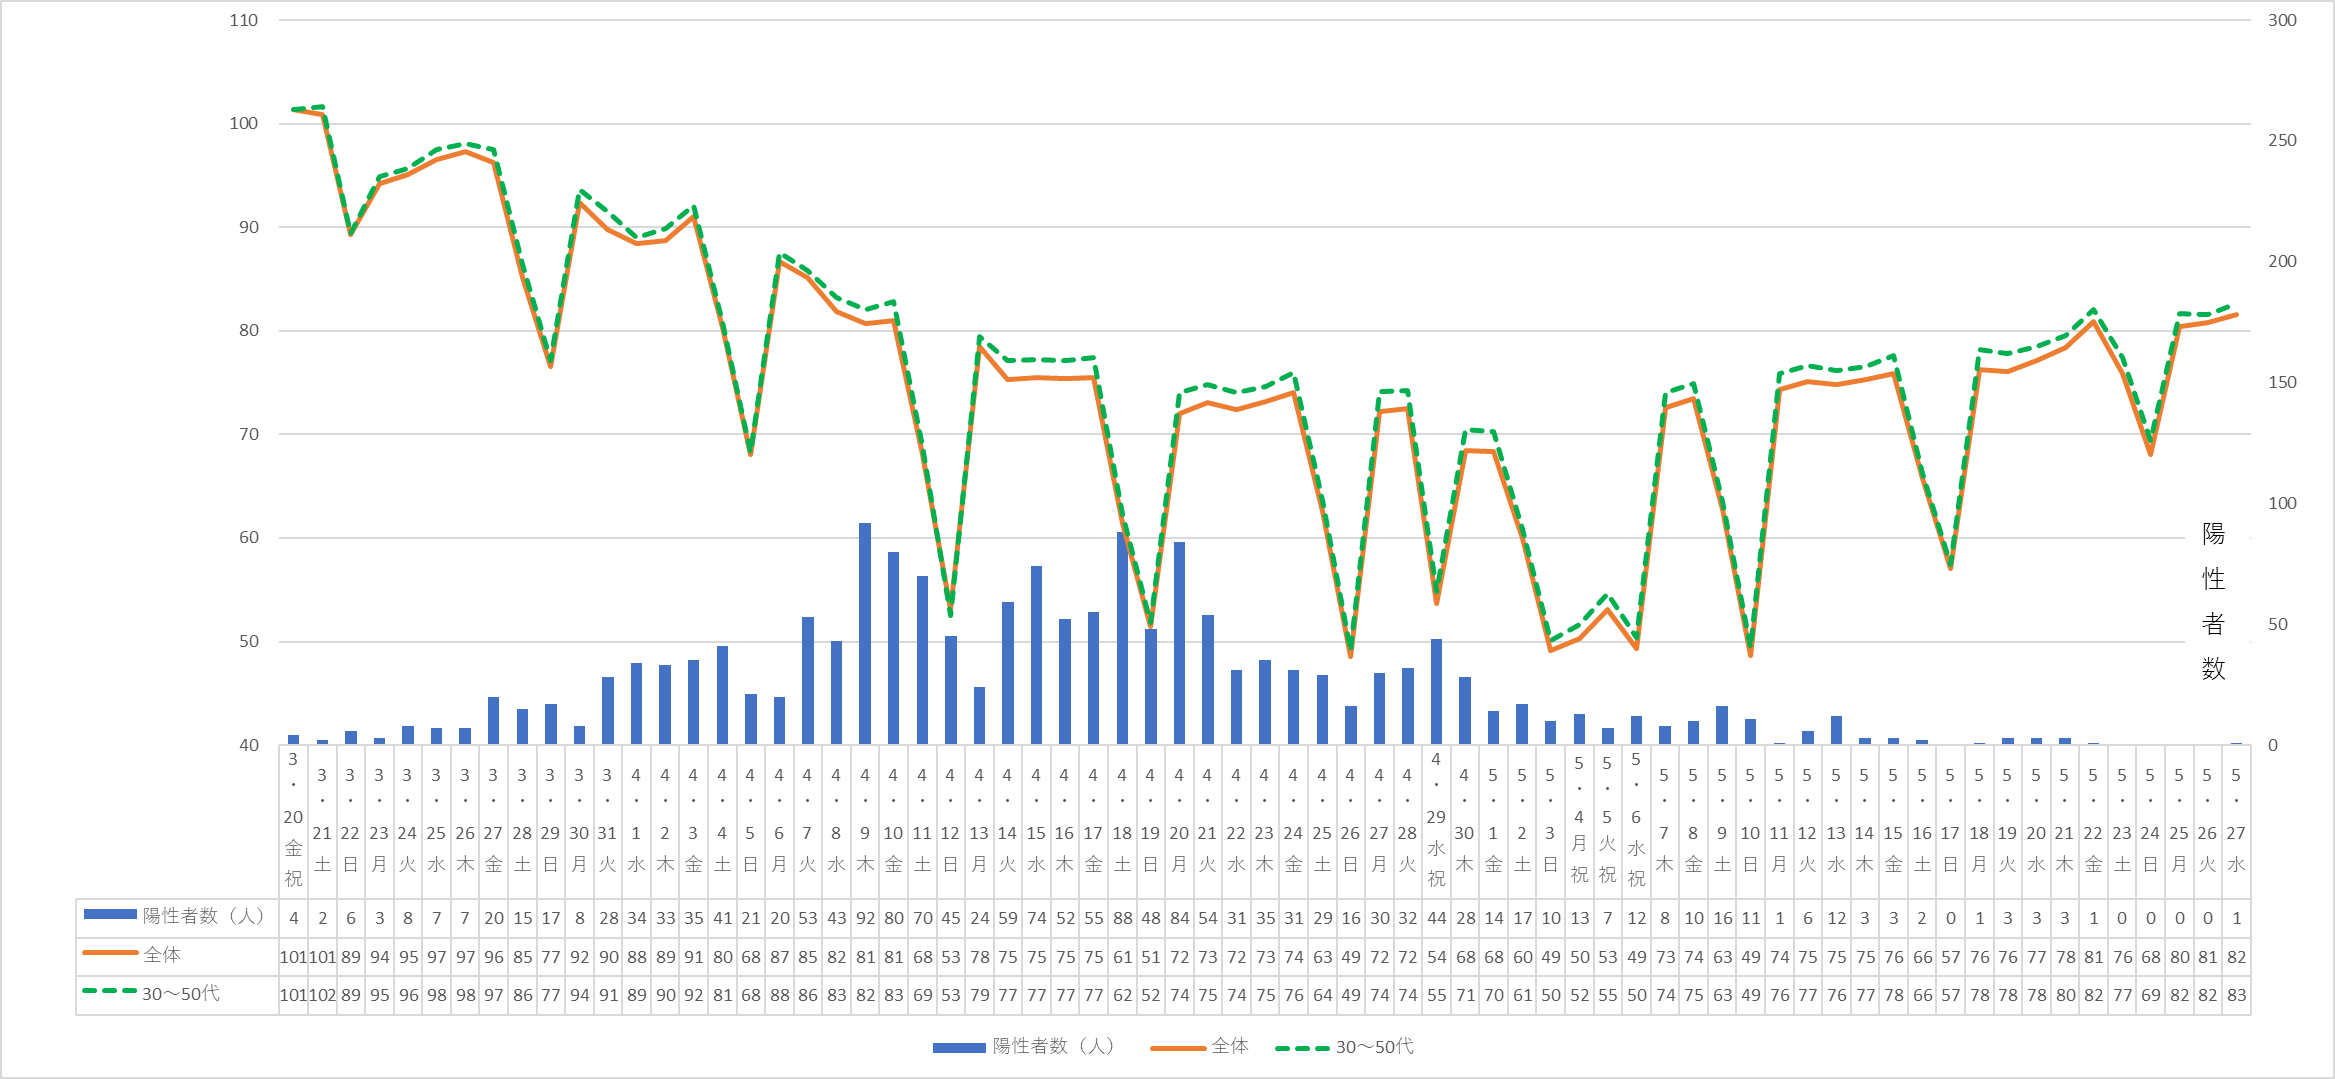 110
100
90
80
70
60
50
40
300
250
200
150
100
50
0
陽性者数
3・20金祝 3・21土 3・22日 3・23月 3・24火 3・25水 3・26木 3・27金 3・28土 3・29日 3・30月 3・31火 4・1水 4・2木 4・3金 4・4土 4・5日 4・6月 4・7火 4・8水 4・9木 4・10金 4・11土 4・12日 4・13月 4・14火 4・15水 4・16木 4・17金 4・18土 4・19日 4・20月 4・21火 4・22水 4・23木 4・24金 4・25土 4・26日 4・27月 4・28火 4・29水祝 4・30木 5・1金 5・2土 5・3日 5・4月祝 5・5火祝 5・6水祝 5・7木 5・8金 5・9土 5・10日 5・11月 5・12火 5・13水 5・14木 5・15金 5・16土 5・17日 5・18月 5・19火 5・20水 5・21木 5・22金 5・23土 5・24日 5・25月 5・26火 5・27水
陽性者数（人） 4 2 6 3 8 7 7 20 15 17 8 28 34 33 35 41 21 20 53 43 92 80 70 45 24 59 74 52 55 88 48 84 54 31 35 31 29 16 30 32 44 28 14 17 10 13 7 12 8 10 16 11 1 6 12 3 3 2 0 1 3 3 3 1 0 0 0 0 1
全体 101 101 89 94 95 97 97 96 85 77 92 90 88 89 91 80 68 87 85 82 81 81 68 53 78 75 75 75 75 61 51 72 73 72 73 74 63 49 72 72 54 68 68 60 49 50 53 49 73 74 63 49 74 75 75 75 76 66 57 76 76 77 78 81 76 68 80 81 82
30～50代 101 102 89 95 96 98 98 97 86 77 94 91 89 90 92 81 68 88 86 83 82 83 69 53 79 77 77 77 77 62 52 74 75 74 75 76 64 49 74 74 55 71 70 61 50 52 55 50 74 75 63 49 76 77 76 77 78 66 57 78 78 78 80 82 77 69 82 82 83
陽性者数（人） 全体 30～50代